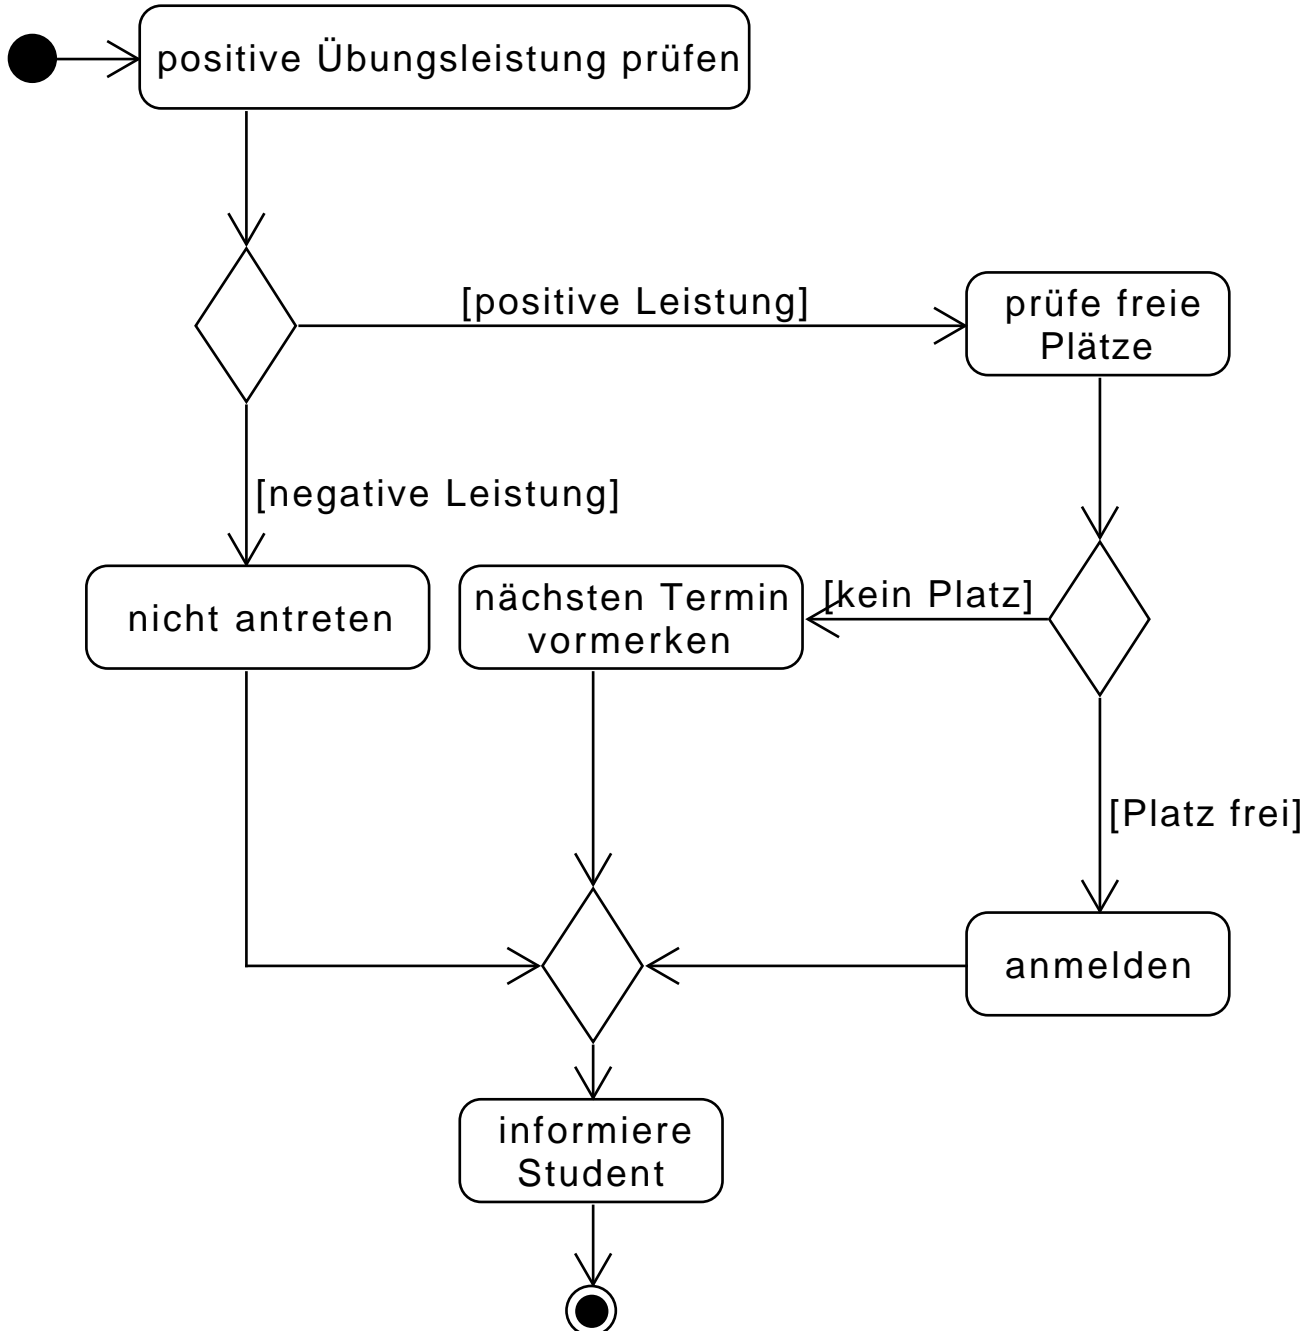 positive Übungsleistung prüfen
[positive Leistung]
prüfe freie
Plätze
[negative Leistung]
nicht antreten
nächsten Termin
vormerken
[kein Platz]
[Platz frei]
anmelden
informiere
Student